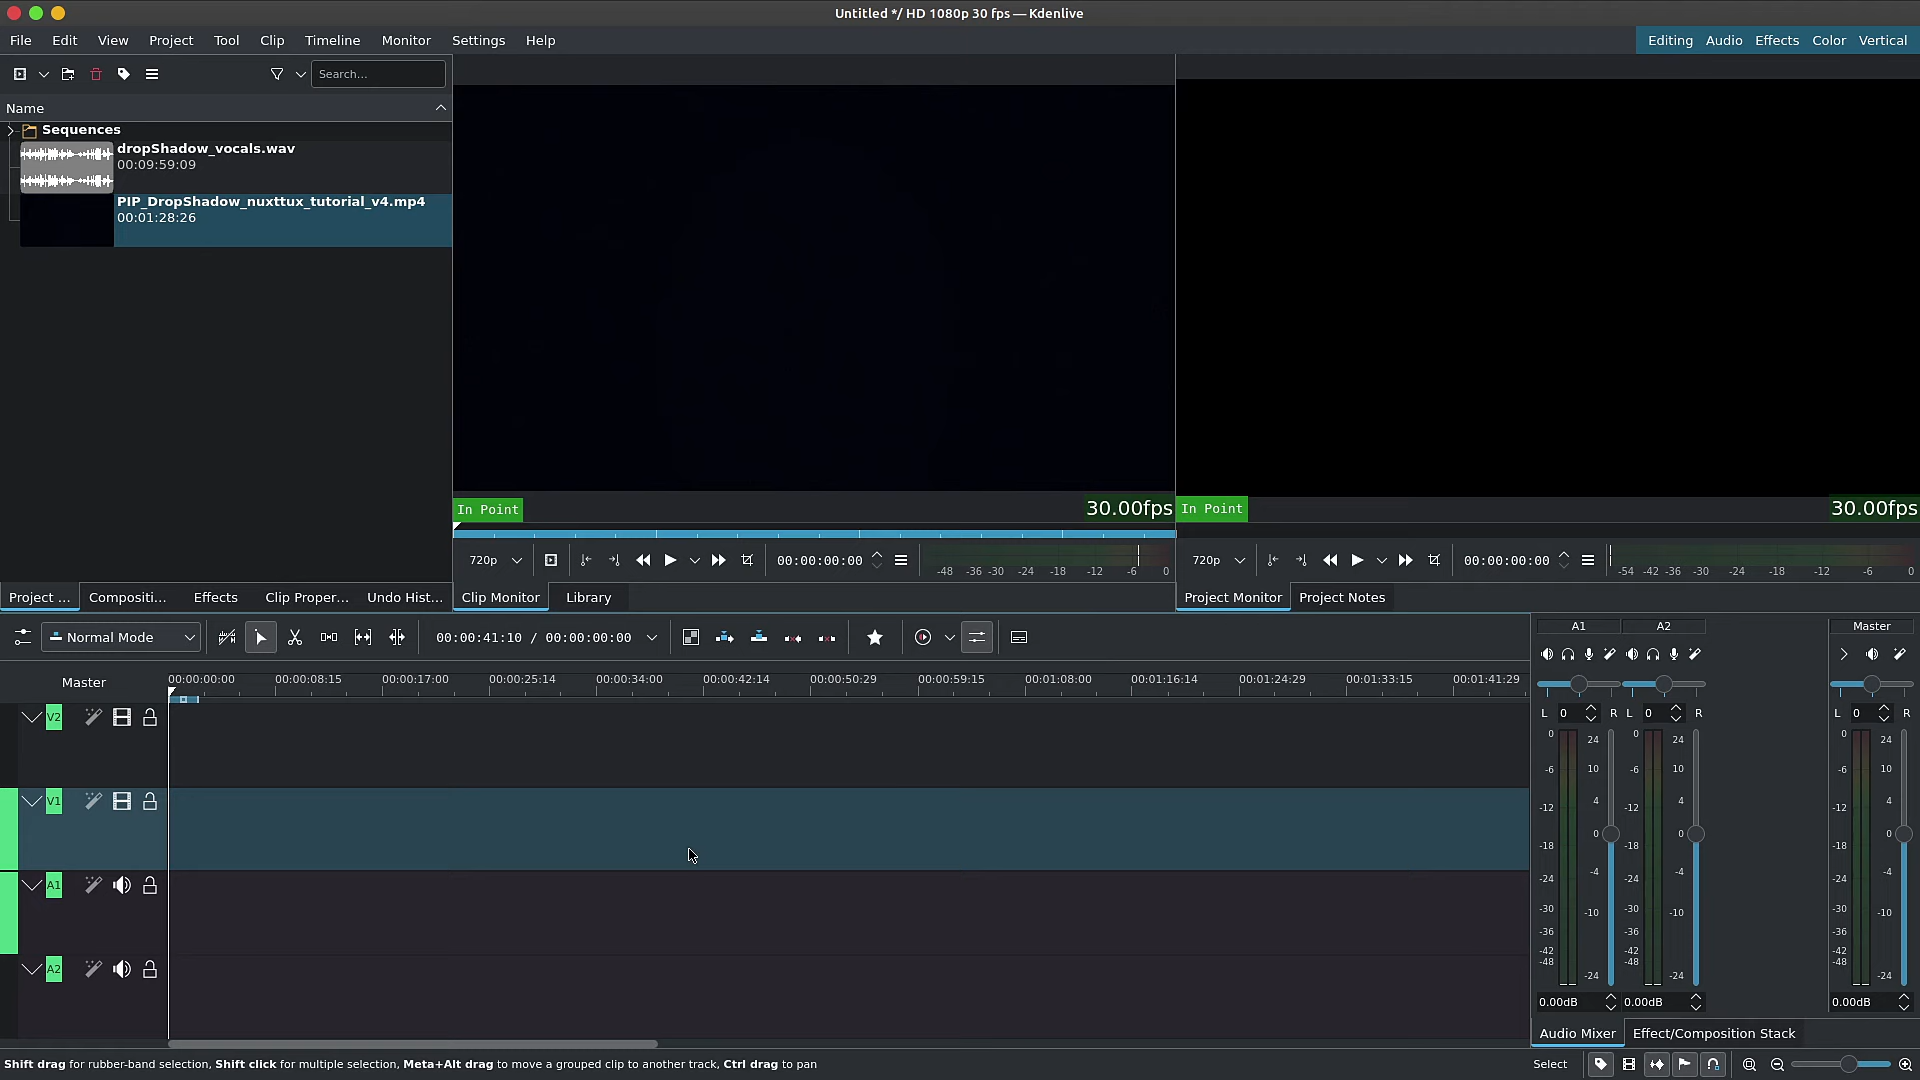 Untitled */ HD 1080p 30 fps — Kdenlive
File Edit View Project Tool Clip Timeline Monitor Settings Help
Editing Audio Effects Color Vertical
Search...
Name
Sequences
dropShadow_vocals.wav
00:09:59:09
PIP_DropShadow_nuxttux_tutorial_v4.mp4
00:01:28:26
In Point
30.00fps
In Point
30.00fps
720p
00:00:00:00
-48 -36 -30 -24 -18 -12 -6 0
720p
00:00:00:00
-54 -42 -36 -30 -24 -18 -12 -6 0
Project ... Compositi... Effects Clip Proper... Undo Hist...
Clip Monitor Library
Project Monitor Project Notes
Normal Mode
00:00:41:10 / 00:00:00:00
Master
00:00:00:00 00:00:08:15 00:00:17:00 00:00:25:14 00:00:34:00 00:00:42:14 00:00:50:29 00:00:59:15 00:01:08:00 00:01:16:14 00:01:24:29 00:01:33:15 00:01:41:29
V2
V1
A1
A2
A1 A2 Master
L 0 R L 0 R L 0 R
0 24 0 24 0 24
-6 10 -6 10 -6 10
-12 4 -12 4 -12 4
0 0 0
-18 -18 -18
-24 -4 -24 -4 -24 -4
-30 -10 -30 -10 -30 -10
-36 -36 -36
-42 -42 -42
-48 -48 -48
-24 -24 -24
0.00dB 0.00dB 0.00dB
Audio Mixer Effect/Composition Stack
Shift drag for rubber-band selection, Shift click for multiple selection, Meta+Alt drag to move a grouped clip to another track, Ctrl drag to pan
Select